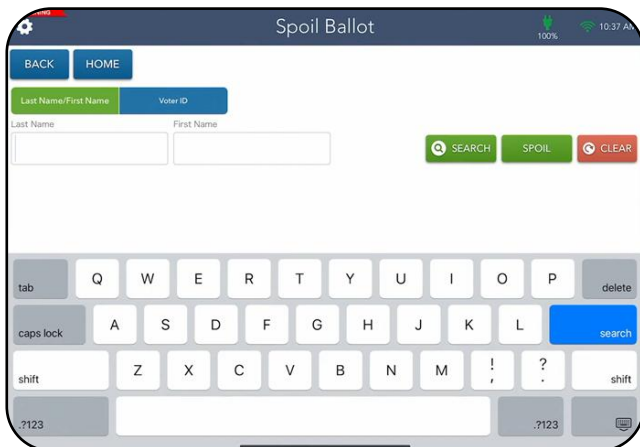 Spoil Ballot
100%
10:37 AM
BACK HOME
Last Name/First Name Voter ID
Last Name First Name
SEARCH SPOIL CLEAR
tab Q W E R T Y U I O P delete
caps lock A S D F G H J K L search
shift Z X C V B N M ! , ? . shift
.?123 .?123